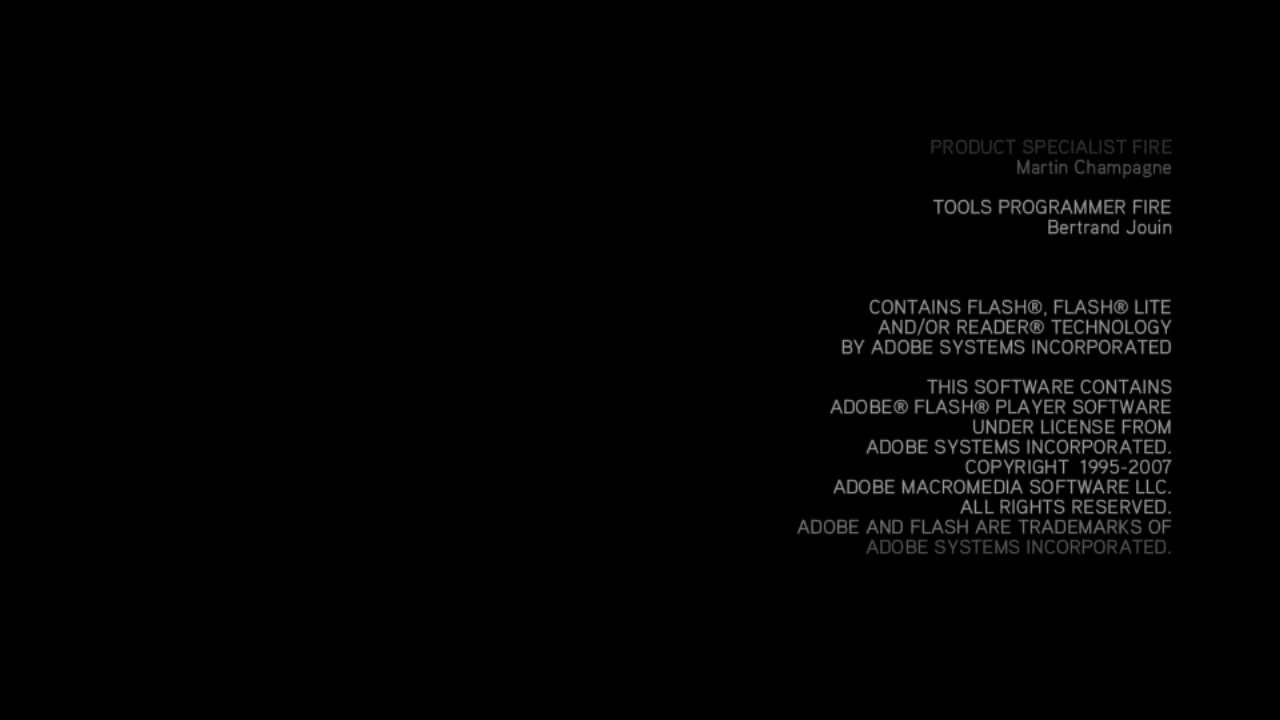 PRODUCT SPECIALIST FIRE
Martin Champagne
TOOLS PROGRAMMER FIRE
Bertrand Jouin
CONTAINS FLASH®, FLASH® LITE
AND/OR READER® TECHNOLOGY
BY ADOBE SYSTEMS INCORPORATED
THIS SOFTWARE CONTAINS
ADOBE® FLASH® PLAYER SOFTWARE
UNDER LICENSE FROM
ADOBE SYSTEMS INCORPORATED.
COPYRIGHT 1995-2007
ADOBE MACROMEDIA SOFTWARE LLC.
ALL RIGHTS RESERVED.
ADOBE AND FLASH ARE TRADEMARKS OF
ADOBE SYSTEMS INCORPORATED.